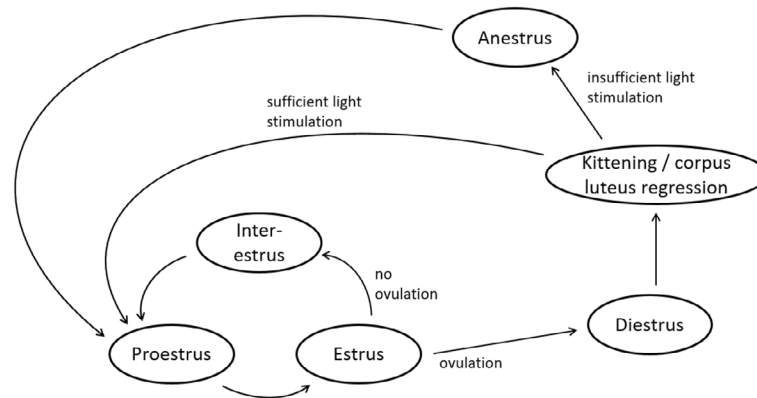 Anestrus
insufficient light
stimulation
sufficient light
stimulation
Kittening / corpus
luteus regression
Inter-
estrus
no
ovulation
Diestrus
Proestrus
Estrus
ovulation